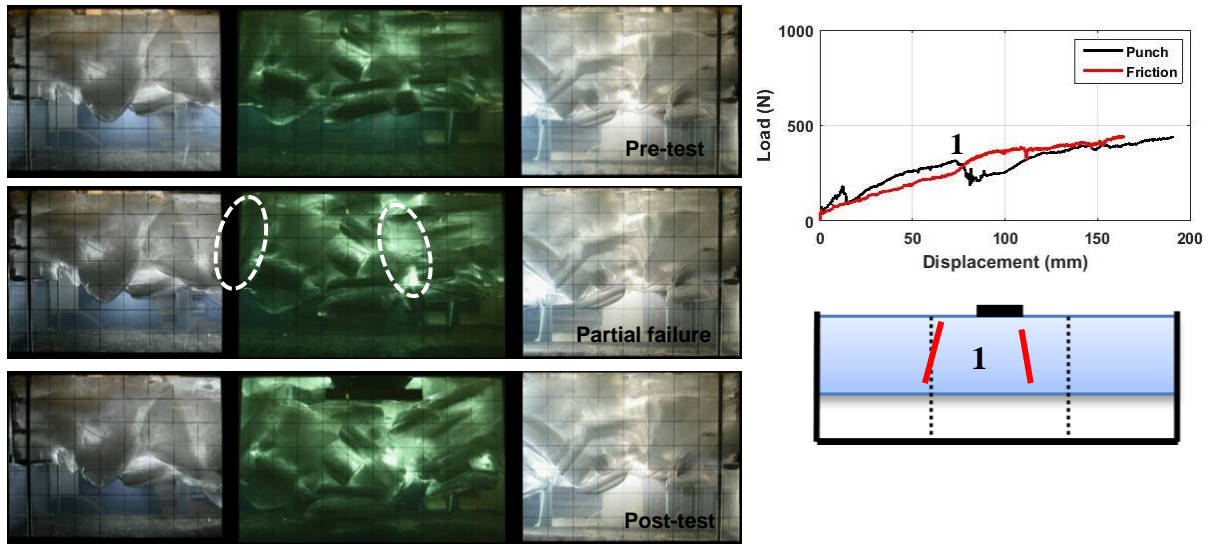 Pre-test
Partial failure
Post-test
1000
500
0
Load (N)
1
Punch
Friction
0
50
100
150
200
Displacement (mm)
1